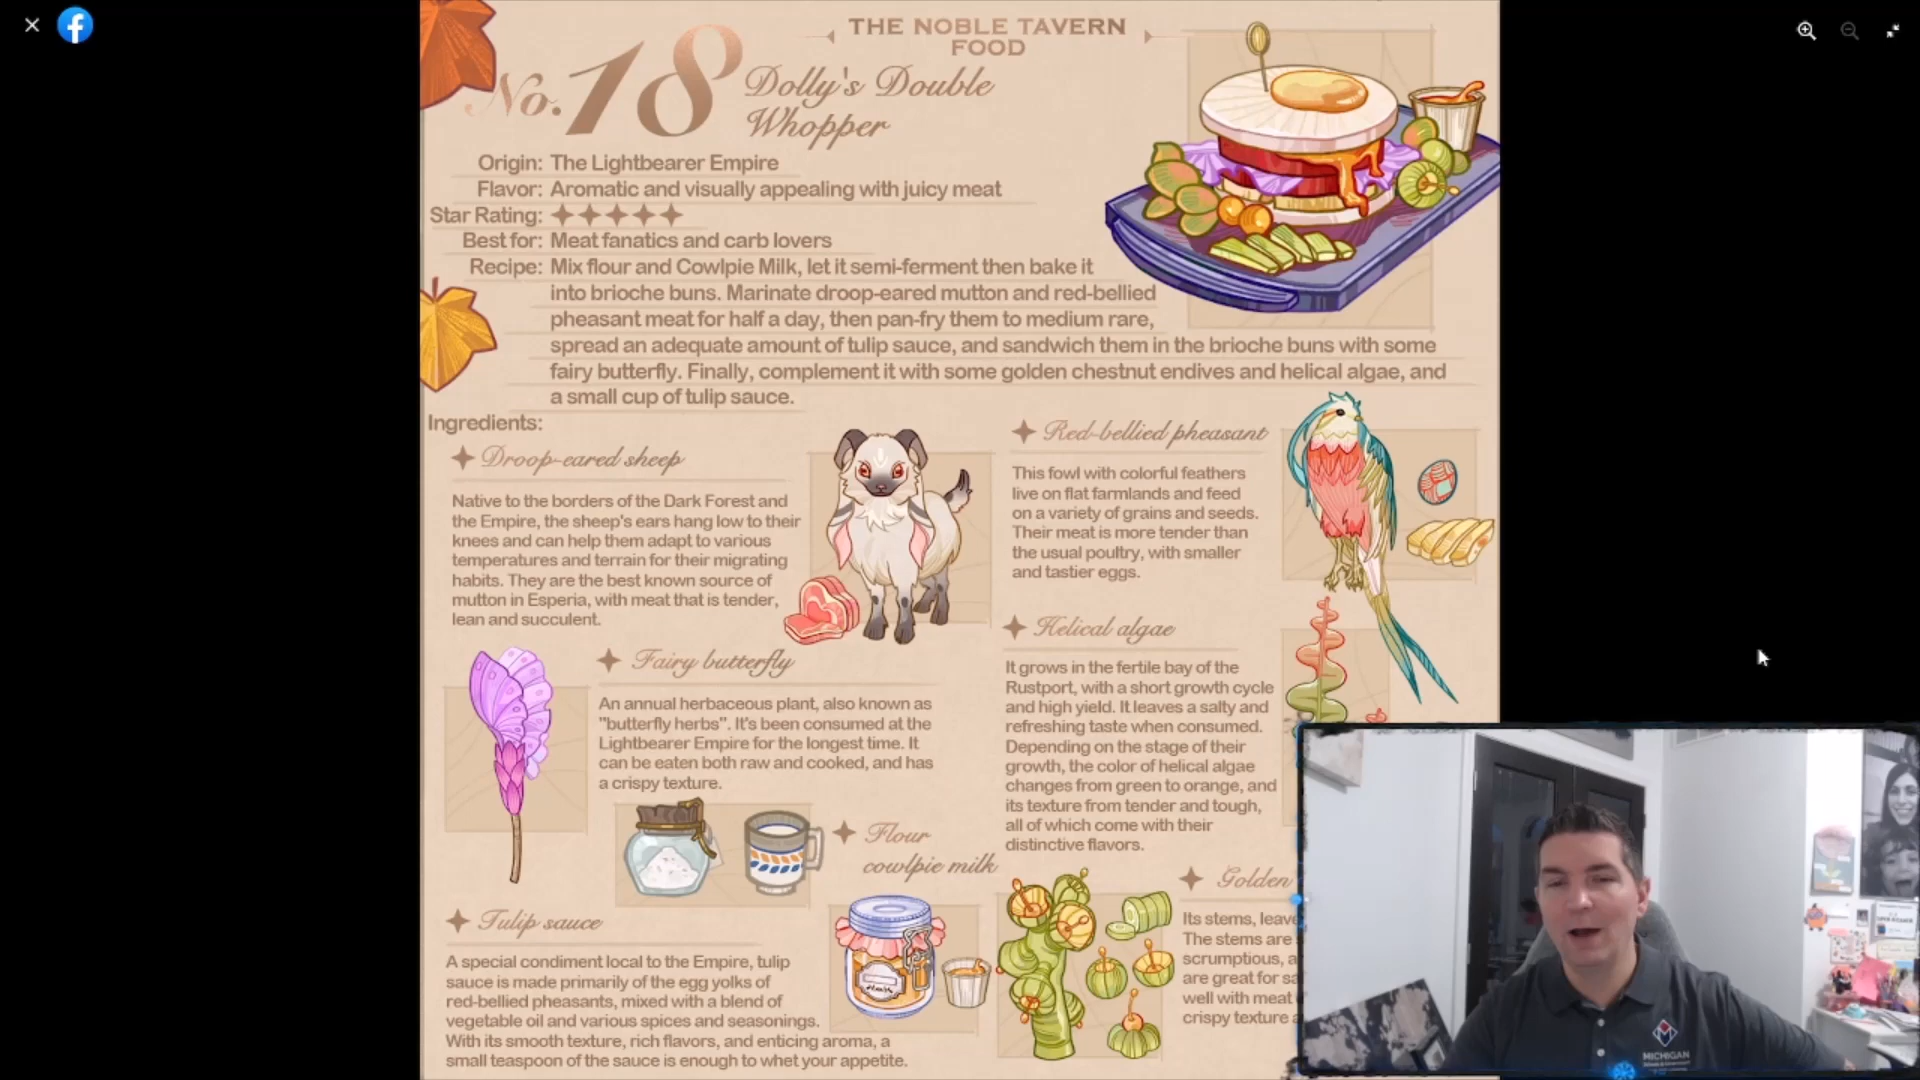 THE NOBLE TAVERN
FOOD
No. 18
Dolly's Double
Whopper
Origin: The Lightbearer Empire
Flavor: Aromatic and visually appealing with juicy meat
Star Rating:
Best for: Meat fanatics and carb lovers
Recipe: Mix flour and Cowlpie Milk, let it semi-ferment then bake it
into brioche buns. Marinate droop-eared mutton and red-bellied
pheasant meat for half a day, then pan-fry them to medium rare,
spread an adequate amount of tulip sauce, and sandwich them in the brioche buns with some
fairy butterfly. Finally, complement it with some golden chestnut endives and helical algae, and
a small cup of tulip sauce.
Ingredients:
Droop-eared sheep
Native to the borders of the Dark Forest and
the Empire, the sheep's ears hang low to their
knees and can help them adapt to various
temperatures and terrain for their migrating
habits. They are the best known source of
mutton in Esperia, with meat that is tender,
lean and succulent.
Red-bellied pheasant
This fowl with colorful feathers
live on flat farmlands and feed
on a variety of grains and seeds.
Their meat is more tender than
the usual poultry, with smaller
and tastier eggs.
Fairy butterfly
An annual herbaceous plant, also known as
"butterfly herbs". It's been consumed at the
Lightbearer Empire for the longest time. It
can be eaten both raw and cooked, and has
a crispy texture.
Helical algae
It grows in the fertile bay of the
Rustport, with a short growth cycle
and high yield. It leaves a salty and
refreshing taste when consumed.
Depending on the stage of their
growth, the color of helical algae
changes from green to orange, and
its texture from tender and tough,
all of which come with their
distinctive flavors.
Flour
cowlpie milk
Tulip sauce
A special condiment local to the Empire, tulip
sauce is made primarily of the egg yolks of
red-bellied pheasants, mixed with a blend of
vegetable oil and various spices and seasonings.
With its smooth texture, rich flavors, and enticing aroma, a
small teaspoon of the sauce is enough to whet your appetite.
Golden
Its stems, leave
The stems are
scrumptious, a
are great for sa
well with meat
crispy texture a
MICHIGAN